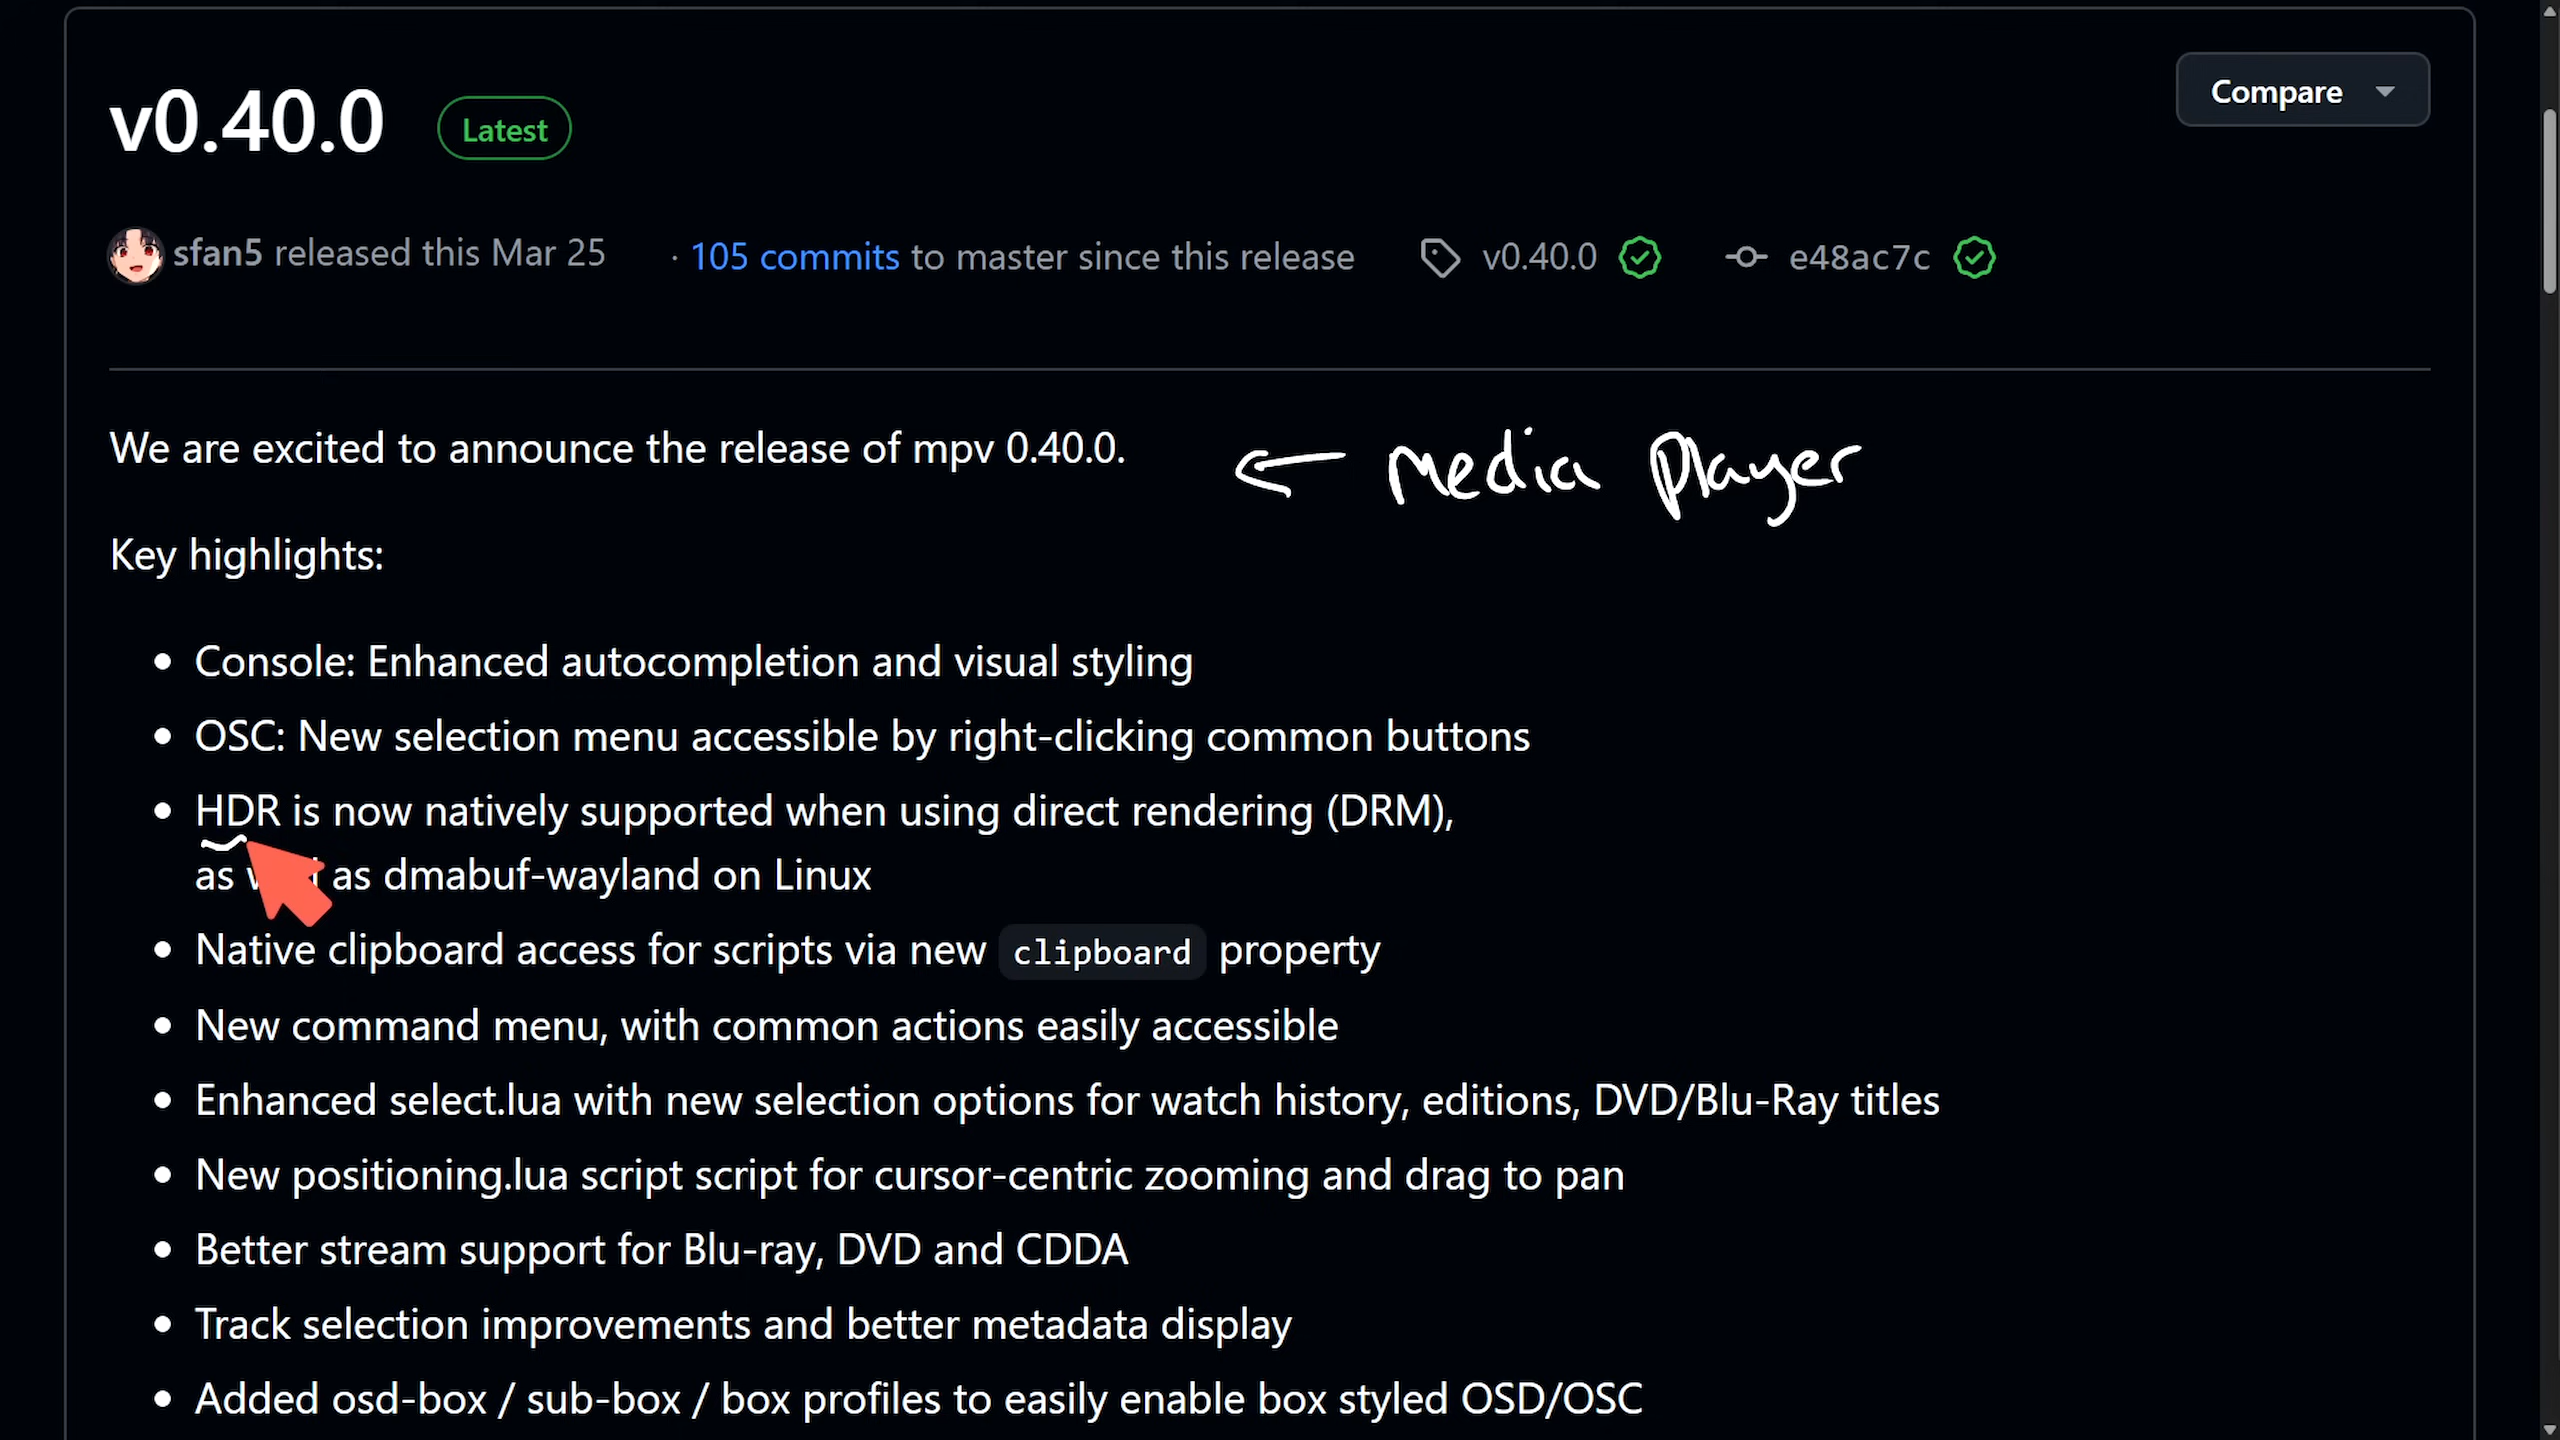 v0.40.0 Latest Compare
sfan5 released this Mar 25 · 105 commits to master since this release v0.40.0 e48ac7c
We are excited to announce the release of mpv 0.40.0. ← Media Player
Key highlights:
• Console: Enhanced autocompletion and visual styling
• OSC: New selection menu accessible by right-clicking common buttons
• HDR is now natively supported when using direct rendering (DRM),
as as dmabuf-wayland on Linux
• Native clipboard access for scripts via new clipboard property
• New command menu, with common actions easily accessible
• Enhanced select.lua with new selection options for watch history, editions, DVD/Blu-Ray titles
• New positioning.lua script script for cursor-centric zooming and drag to pan
• Better stream support for Blu-ray, DVD and CDDA
• Track selection improvements and better metadata display
• Added osd-box / sub-box / box profiles to easily enable box styled OSD/OSC